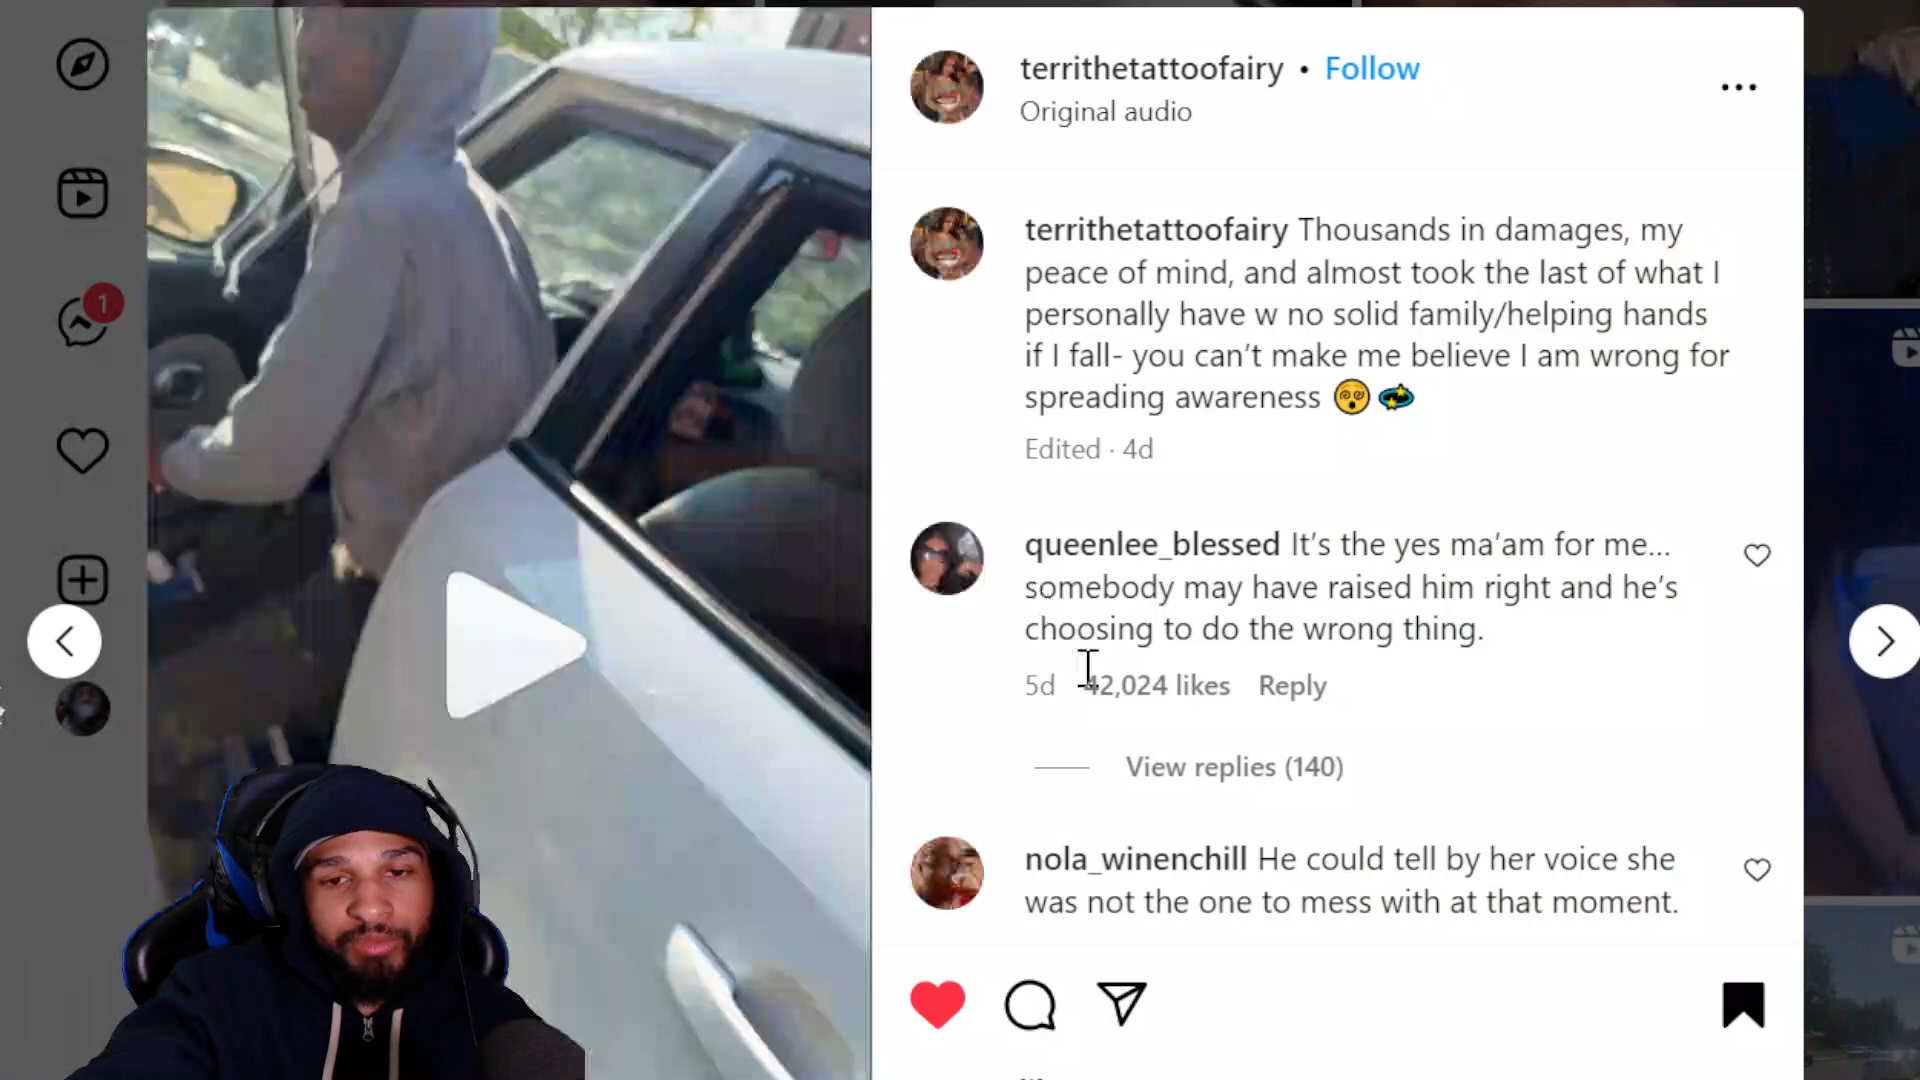 territhetattoofairy • Follow
Original audio
territhetattoofairy Thousands in damages, my
peace of mind, and almost took the last of what I
personally have w no solid family/helping hands
if I fall- you can't make me believe I am wrong for
spreading awareness
Edited · 4d
queenlee_blessed It's the yes ma'am for me...
somebody may have raised him right and he's
choosing to do the wrong thing.
5d 42,024 likes Reply
View replies (140)
nola_winenchill He could tell by her voice she
was not the one to mess with at that moment.
1